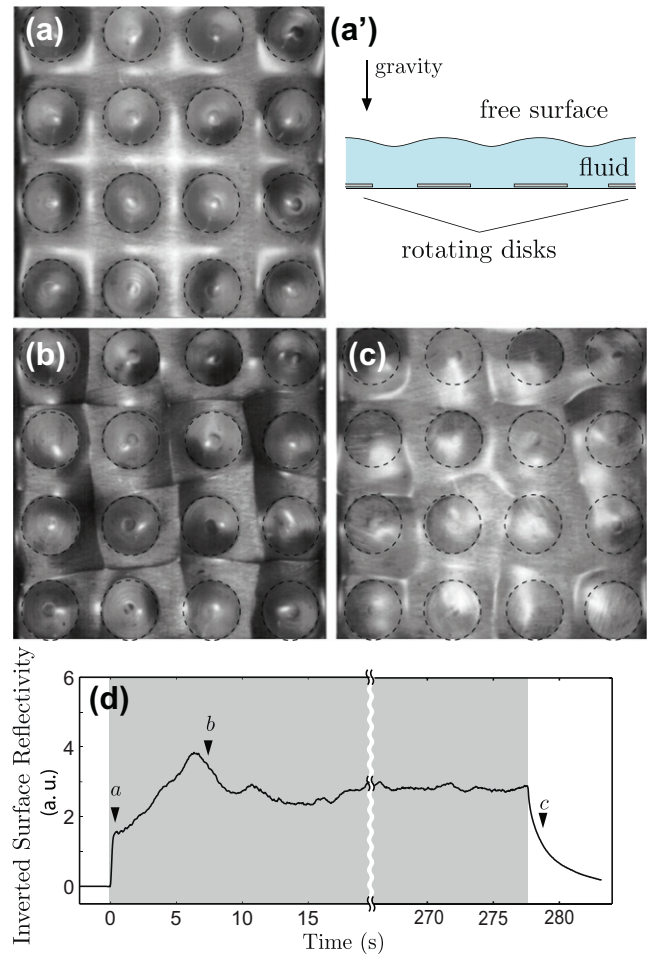 (a)
(a')
gravity
free surface
fluid
rotating disks
(b)
(c)
(d)
Inverted Surface Reflectivity
(a. u.)
6
4
2
0
a
b
c
0 5 10 15 270 275 280
Time (s)